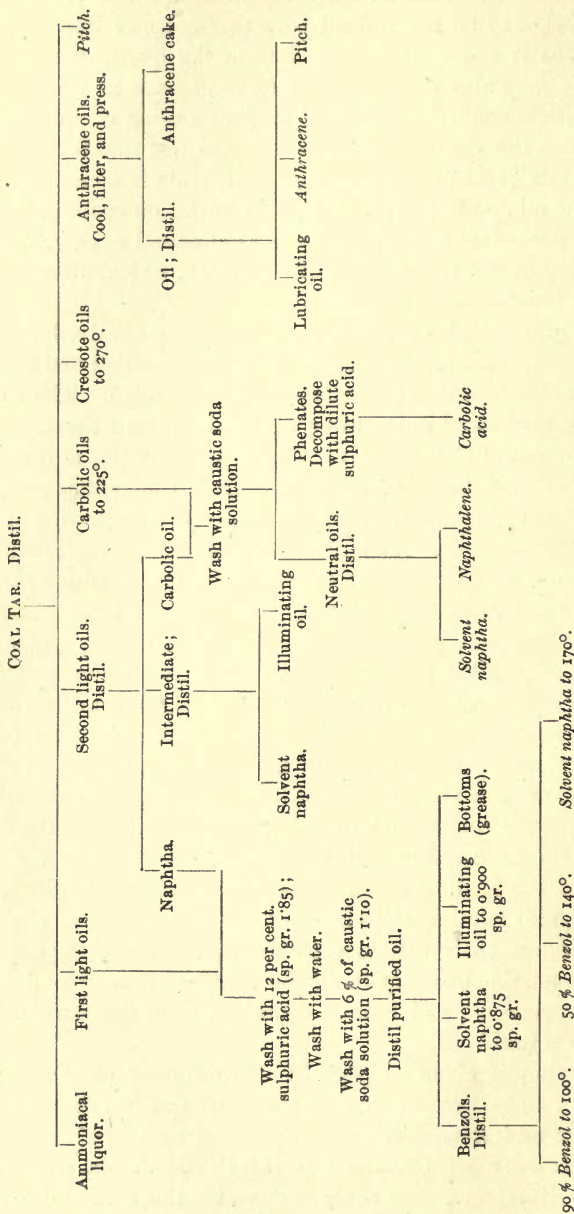 COAL TAR. Distil.
Ammoniacal
liquor.
First light oils.
Second light oils.
Distil.
Carbolic oils
to 225°.
Creosote oils
to 270°.
Anthracene oils.
Cool, filter, and press.
Pitch.
Naphtha.
Intermediate;
Distil.
Carbolic oil.
Oil; Distil.
Anthracene cake.
Wash with caustic soda
solution.
Wash with 12 per cent.
sulphuric acid (sp. gr. 1·85);
Wash with water.
Wash with 6 % of caustic
soda solution (sp. gr. 1·10).
Distil purified oil.
Solvent
naphtha.
Illuminating
oil.
Neutral oils.
Distil.
Phenates.
Decompose
with dilute
sulphuric acid.
Lubricating
oil.
Anthracene.
Pitch.
Benzols.
Distil.
Solvent
naphtha
to 0·875
sp. gr.
Illuminating
oil to 0·900
sp. gr.
Bottoms
(grease).
Solvent
naphtha.
Naphthalene.
Carbolic
acid.
90 % Benzol to 100°.
50 % Benzol to 140°.
Solvent naphtha to 170°.